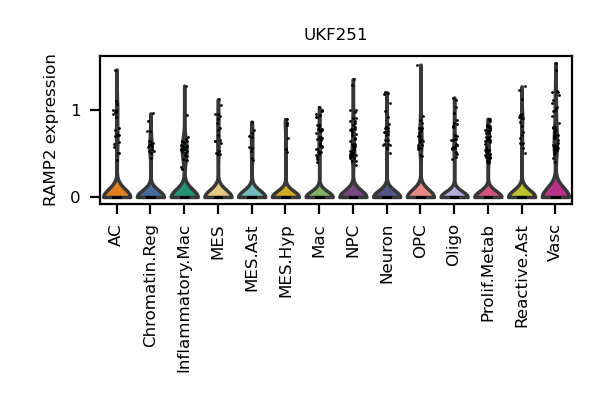 UKF251
RAMP2 expression
1
0
AC
Chromatin.Reg
Inflammatory.Mac
MES
MES.Ast
MES.Hyp
Mac
NPC
Neuron
OPC
Oligo
Prolif.Metab
Reactive.Ast
Vasc